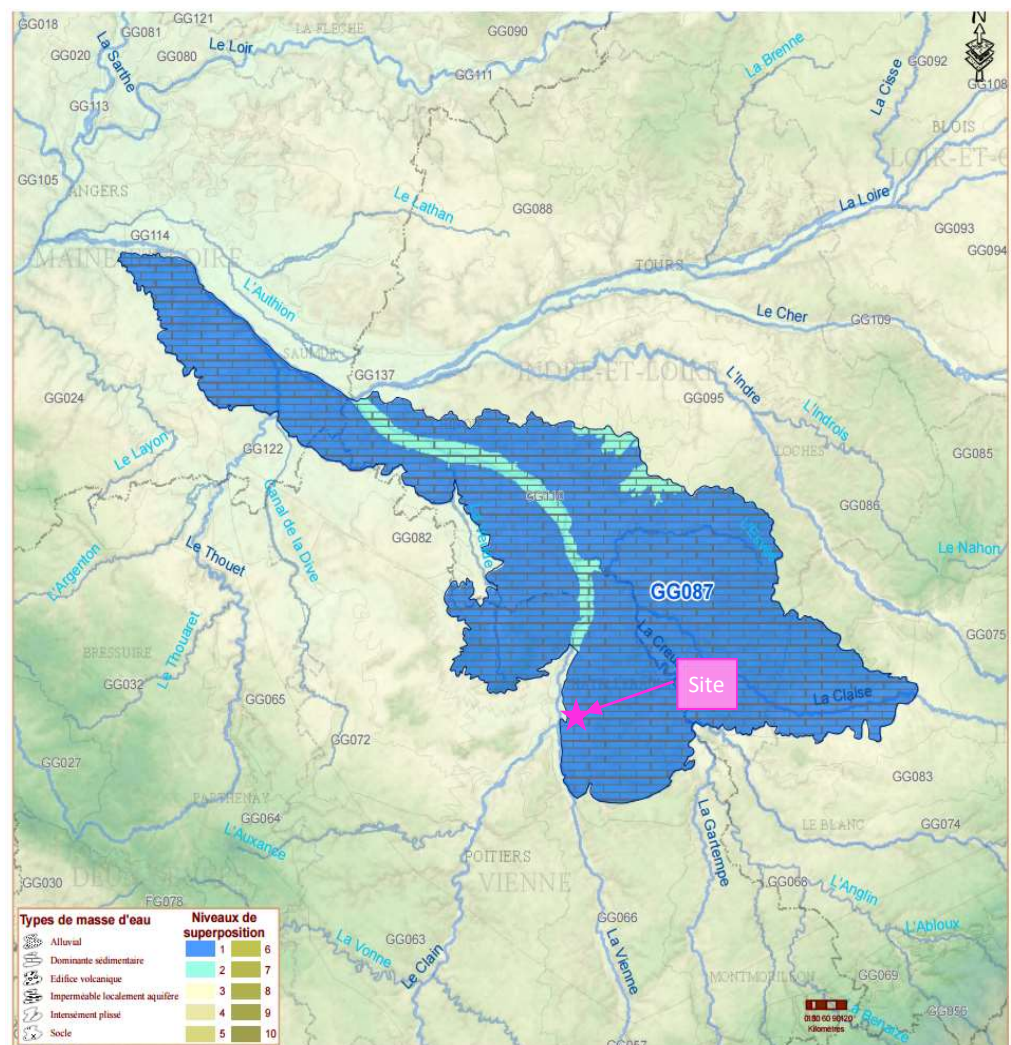 GG018
GG121
GG081
La Sarthe
GG020
GG080
Le Loir
LA FLECHE
GG090
GG111
La Brenne
La Cisse
GG092
N
GG108
GG113
BLOIS
LOIR-ET-C
GG105
ANGERS
Le Lathan
GG088
La Loire
GG093
GG094
GG114
MAINE-ET-LOIRE
TOURS
L'Authion
Le Cher
GG109
SAUMUR
GG137
INDRE-ET-LOIRE
L'Indre
GG024
GG095
L'Indrois
Le Layon
GG122
LOCHES
GG085
GG110
GG086
Canal de la Dive
GG082
Le Nahon
L'Argenton
Le Thouet
GG087
GG075
Le Thouaret
BRESSUIRE
GG032
GG065
Site
La Claise
GG072
GG027
GG083
PARTHENAY
GG064
La Gartempe
LE BLANC
GG074
L'Auxance
POITIERS
VIENNE
GG030
GG068
L'Anglin
FG078
GG066
L'Abloux
La Vonne
GG063
Le Clain
La Vienne
MONTMORILLON
GG069
La Benaize
GG056
GG057
Types de masse d'eau
Alluvial
Dominante sédimentaire
Edifice volcanique
Imperméable localement aquifère
Intensément plissé
Socle
Niveaux de
superposition
1 6
2 7
3 8
4 9
5 10
Kilomètres